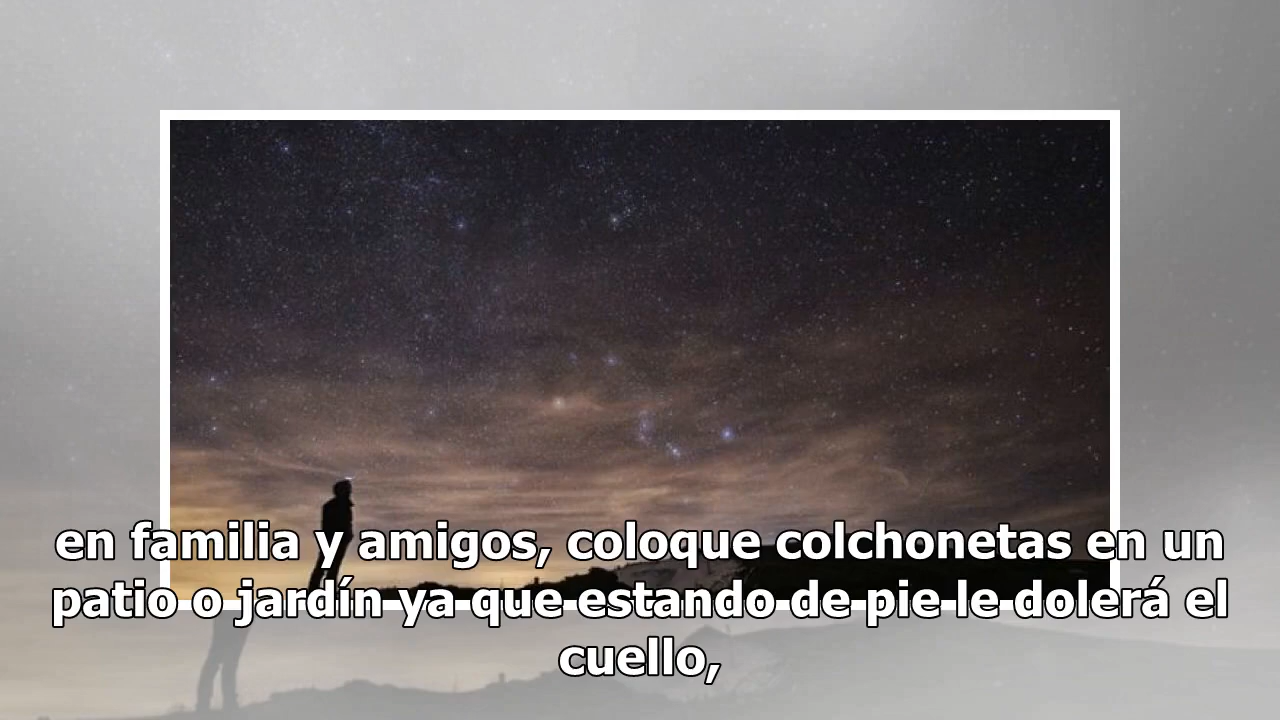 en familia y amigos, coloque colchonetas en un
patio o jardín ya que estando de pie le dolerá el
cuello,